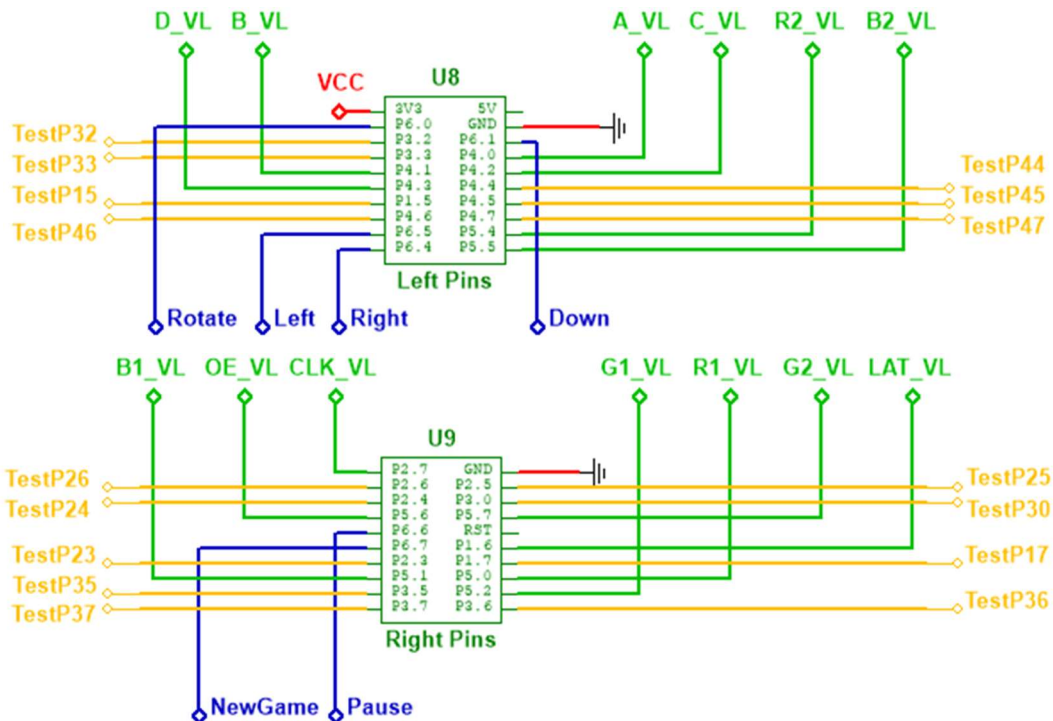 D_VL B_VL A_VL C_VL R2_VL B2_VL
U8
VCC
3V3 5V
P6.0 GND
TestP32 P3.2 P6.1
TestP33 P3.3 P4.0
P4.1 P4.2
P4.3 P4.4 TestP44
TestP15 P1.5 P4.5 TestP45
TestP46 P4.6 P4.7 TestP47
P6.5 P5.4
P6.4 P5.5
Left Pins
Rotate Left Right Down
B1_VL OE_VL CLK_VL G1_VL R1_VL G2_VL LAT_VL
U9
P2.7 GND
TestP26 P2.6 P2.5 TestP25
TestP24 P2.4 P3.0 TestP30
P5.6 P5.7
P6.6 RST
P6.7 P1.6
TestP23 P2.3 P1.7 TestP17
P5.1 P5.0
TestP35 P3.5 P5.2
TestP37 P3.7 P3.6 TestP36
Right Pins
NewGame Pause